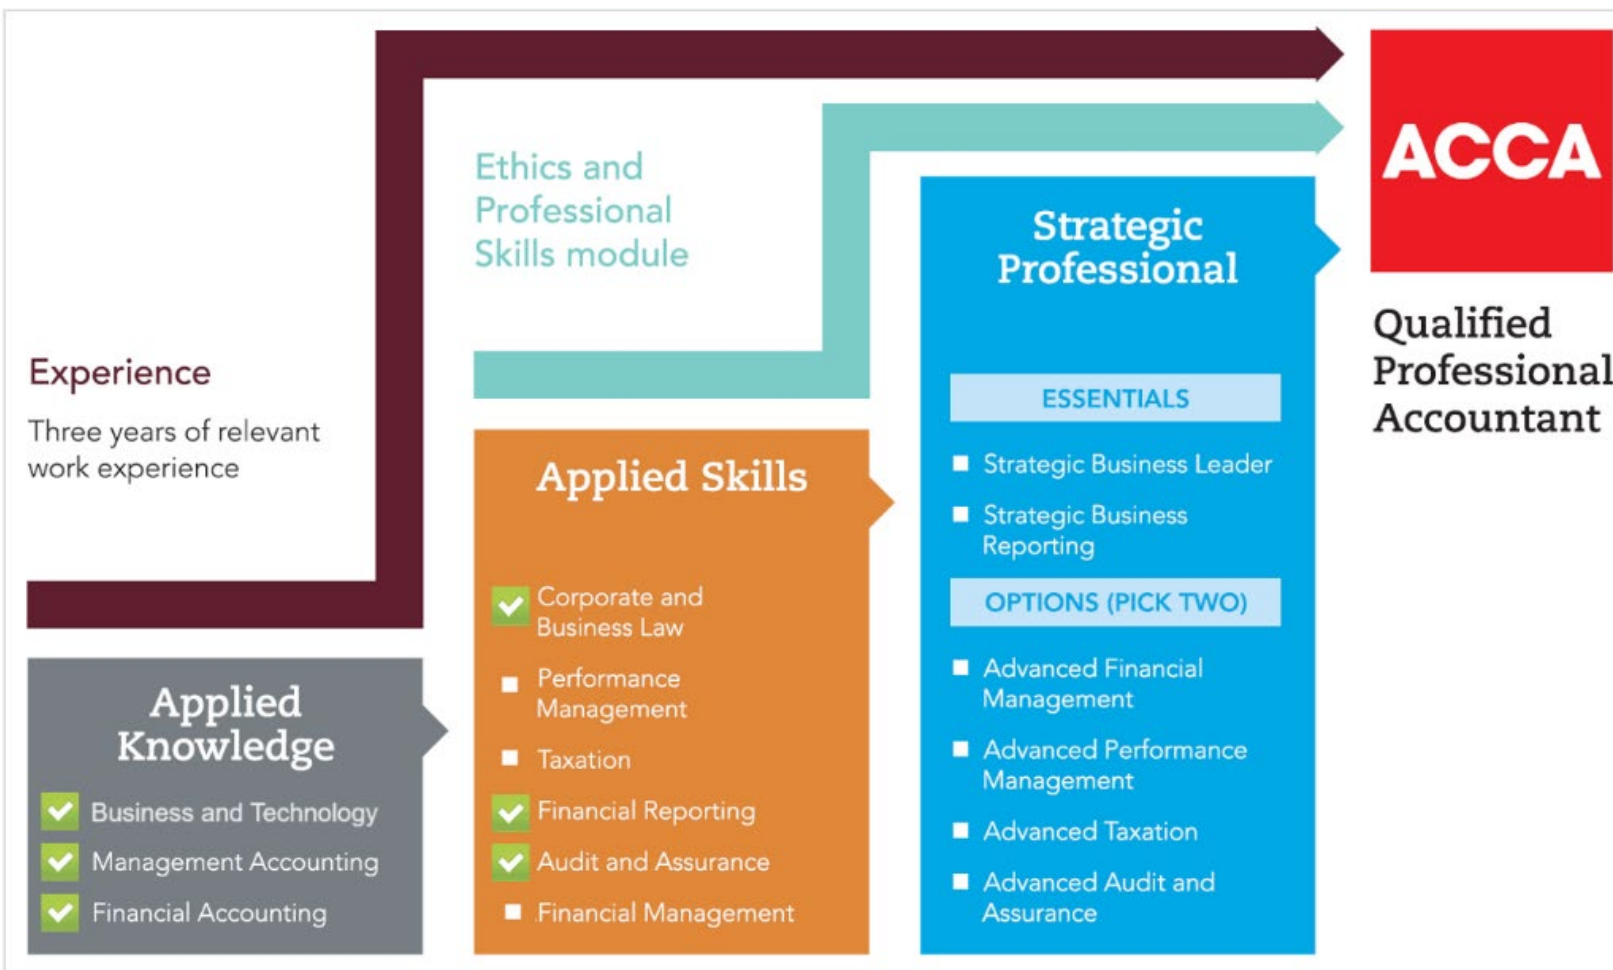 Experience
Three years of relevant
work experience
Applied
Knowledge
Business and Technology
Management Accounting
Financial Accounting
Ethics and
Professional
Skills module
Applied Skills
Corporate and
Business Law
Performance
Management
Taxation
Financial Reporting
Audit and Assurance
.Financial Management
Strategic
Professional
ESSENTIALS
Strategic Business Leader
Strategic Business
Reporting
OPTIONS (PICK TWO)
Advanced Financial
Management
Advanced Performance
Management
Advanced Taxation
Advanced Audit and
Assurance
ACCA
Qualified
Professional
Accountant